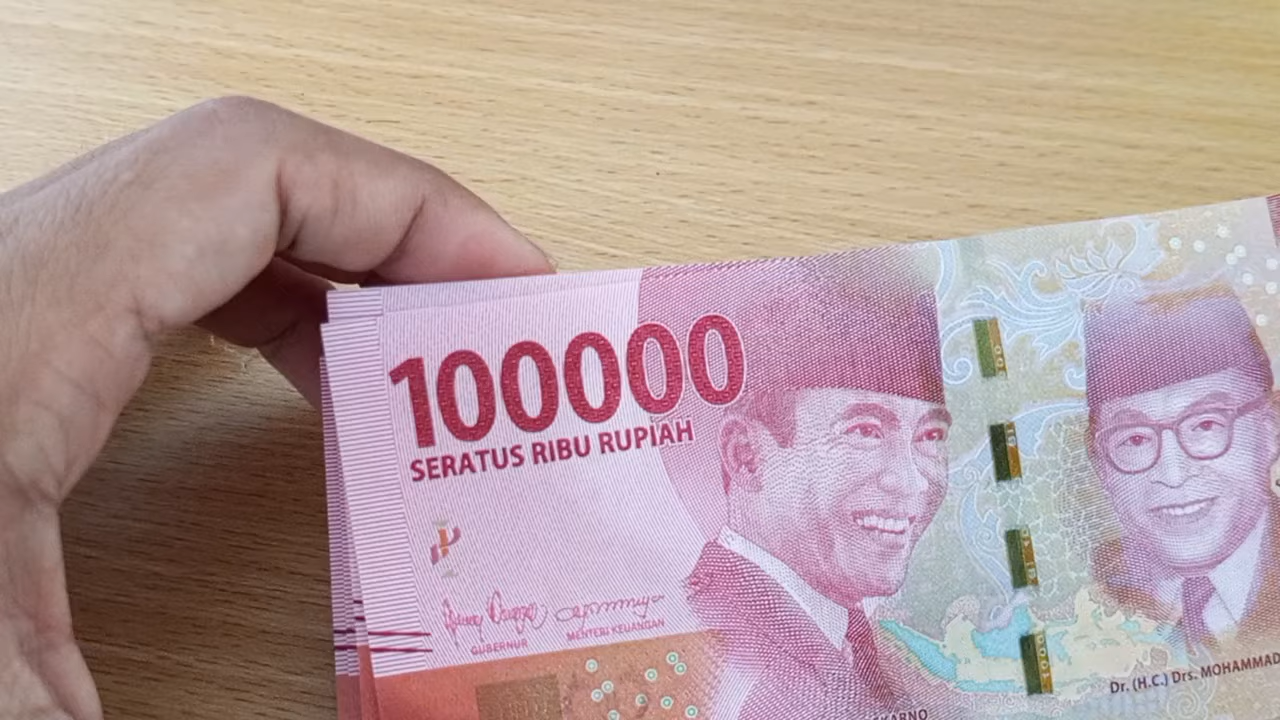 100000
SERATUS RIBU RUPIAH
GUBERNUR
MENTERI KEUANGAN
Dr. (H.C.) Drs. MOHAMMAD